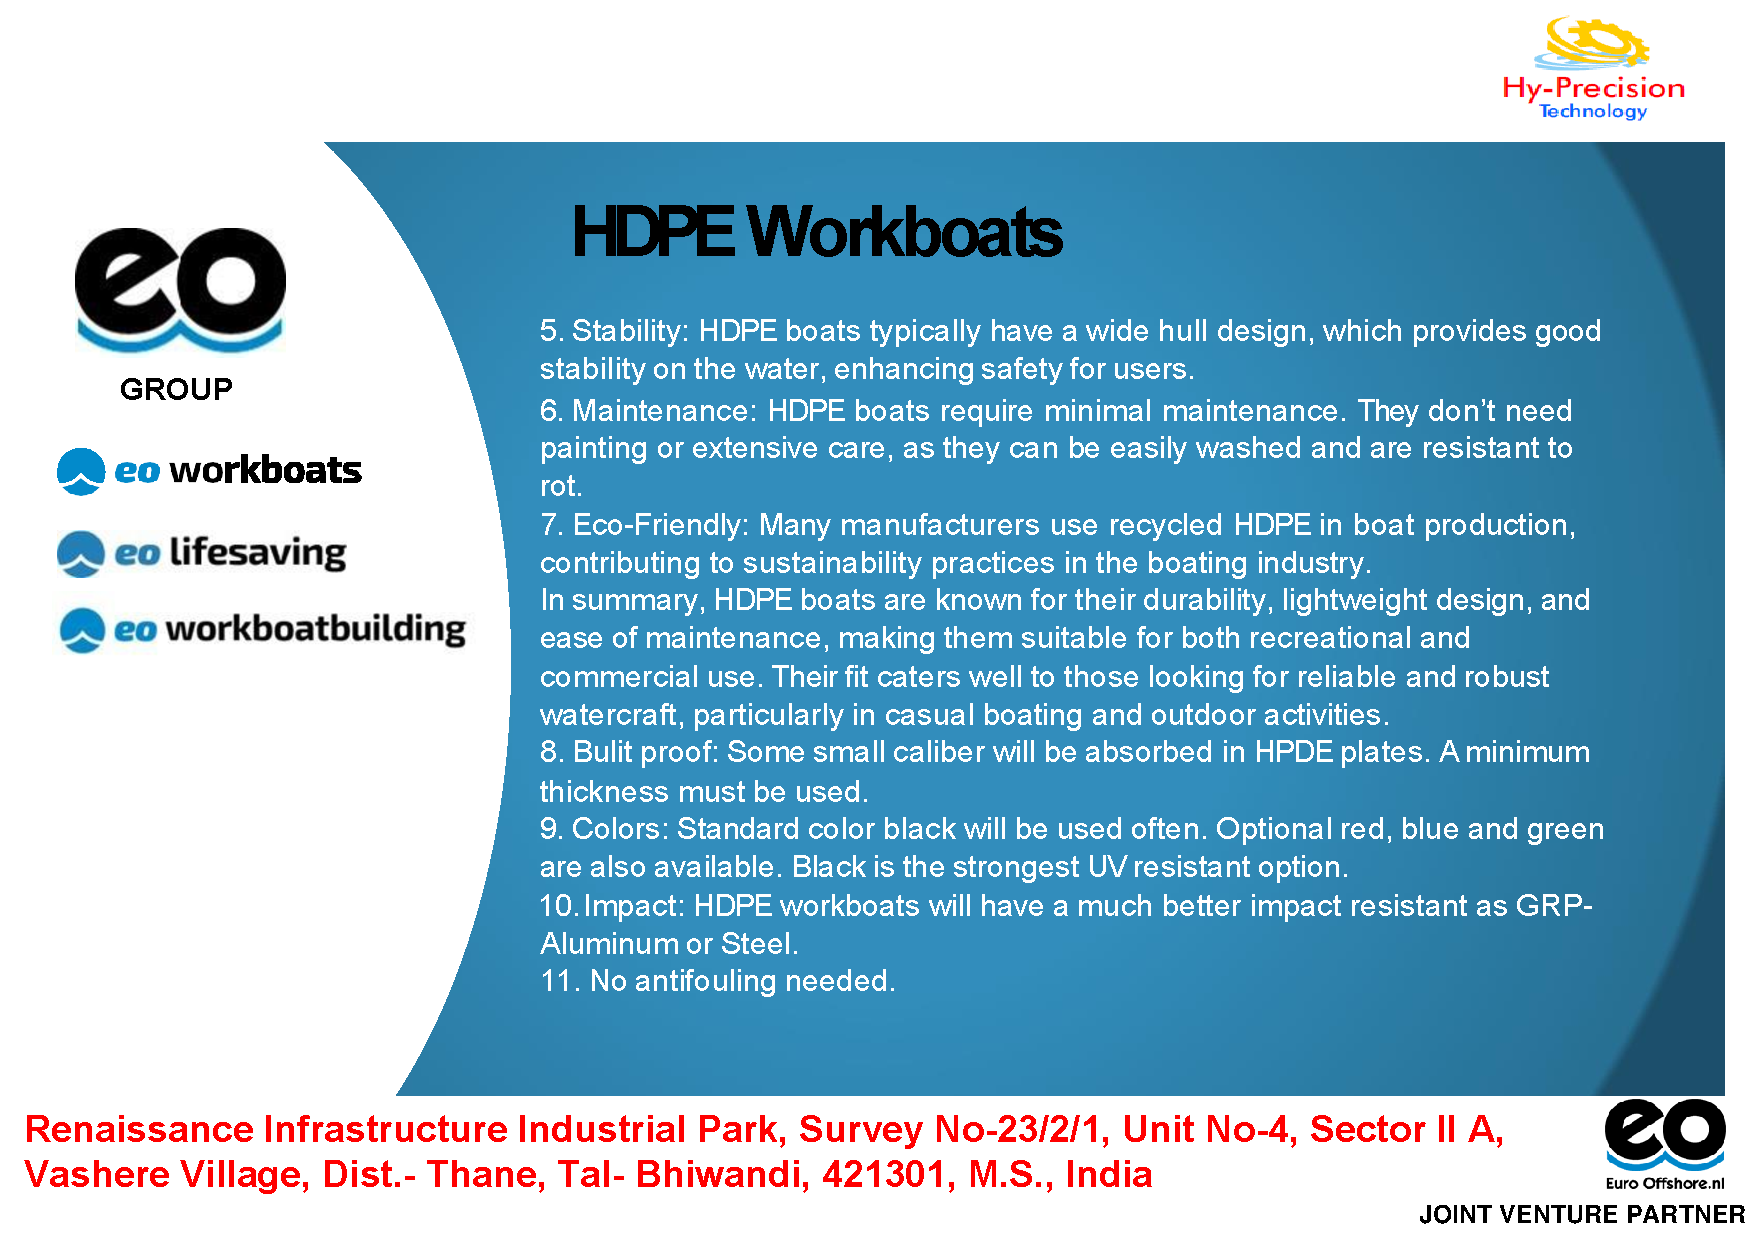 Hy-Precision
Technology
HDPE Workboats
eo
GROUP
eo workboats
eo lifesaving
eo workboatbuilding
5. Stability: HDPE boats typically have a wide hull design, which provides good
stability on the water, enhancing safety for users.
6. Maintenance: HDPE boats require minimal maintenance. They don’t need
painting or extensive care, as they can be easily washed and are resistant to
rot.
7. Eco-Friendly: Many manufacturers use recycled HDPE in boat production,
contributing to sustainability practices in the boating industry.
In summary, HDPE boats are known for their durability, lightweight design, and
ease of maintenance, making them suitable for both recreational and
commercial use. Their fit caters well to those looking for reliable and robust
watercraft, particularly in casual boating and outdoor activities.
8. Bulit proof: Some small caliber will be absorbed in HPDE plates. A minimum
thickness must be used.
9. Colors: Standard color black will be used often. Optional red, blue and green
are also available. Black is the strongest UV resistant option.
10. Impact: HDPE workboats will have a much better impact resistant as GRP-
Aluminum or Steel.
11. No antifouling needed.
Renaissance Infrastructure Industrial Park, Survey No-23/2/1, Unit No-4, Sector II A,
Vashere Village, Dist.- Thane, Tal- Bhiwandi, 421301, M.S., India
eo
Euro Offshore.nl
JOINT VENTURE PARTNER